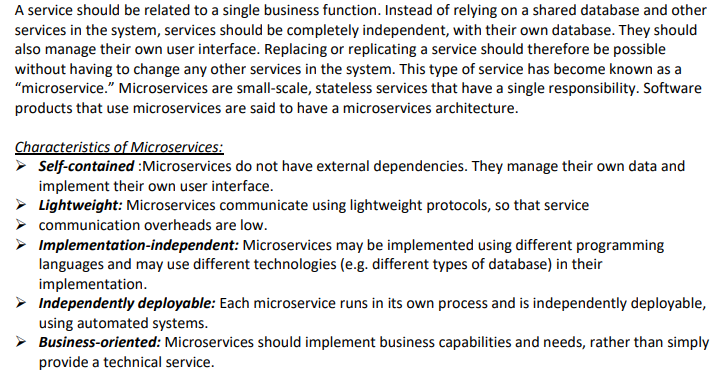 A service should be related to a single business function. Instead of relying on a shared database and other
services in the system, services should be completely independent, with their own database. They should
also manage their own user interface. Replacing or replicating a service should therefore be possible
without having to change any other services in the system. This type of service has become known as a
“microservice.” Microservices are small-scale, stateless services that have a single responsibility. Software
products that use microservices are said to have a microservices architecture.
Characteristics of Microservices:
➢ Self-contained :Microservices do not have external dependencies. They manage their own data and
implement their own user interface.
➢ Lightweight: Microservices communicate using lightweight protocols, so that service
➢ communication overheads are low.
➢ Implementation-independent: Microservices may be implemented using different programming
languages and may use different technologies (e.g. different types of database) in their
implementation.
➢ Independently deployable: Each microservice runs in its own process and is independently deployable,
using automated systems.
➢ Business-oriented: Microservices should implement business capabilities and needs, rather than simply
provide a technical service.